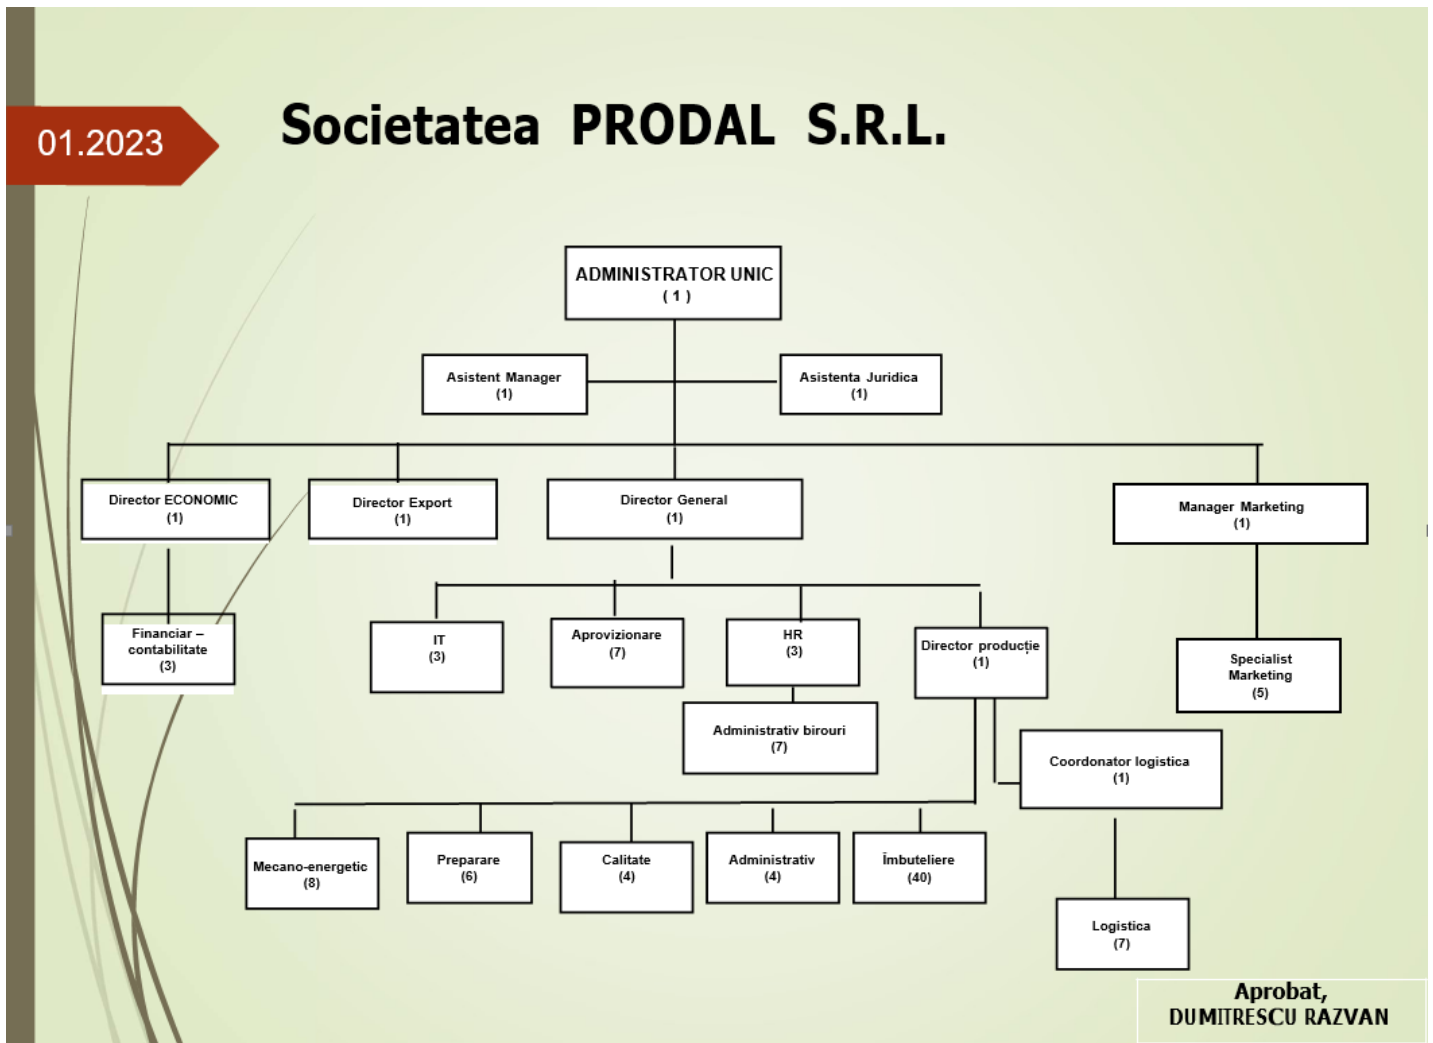 01.2023
Societatea PRODAL S.R.L.
ADMINISTRATOR UNIC
( 1 )
Asistent Manager
(1)
Asistenta Juridica
(1)
Director ECONOMIC
(1)
Director Export
(1)
Director General
(1)
Manager Marketing
(1)
Financiar –
contabilitate
(3)
IT
(3)
Aprovizionare
(7)
HR
(3)
Director producție
(1)
Specialist
Marketing
(5)
Administrativ birouri
(7)
Coordonator logistica
(1)
Mecano-energetic
(8)
Preparare
(6)
Calitate
(4)
Administrativ
(4)
Îmbuteliere
(40)
Logistica
(7)
Aprobat,
DUMITRESCU RAZVAN